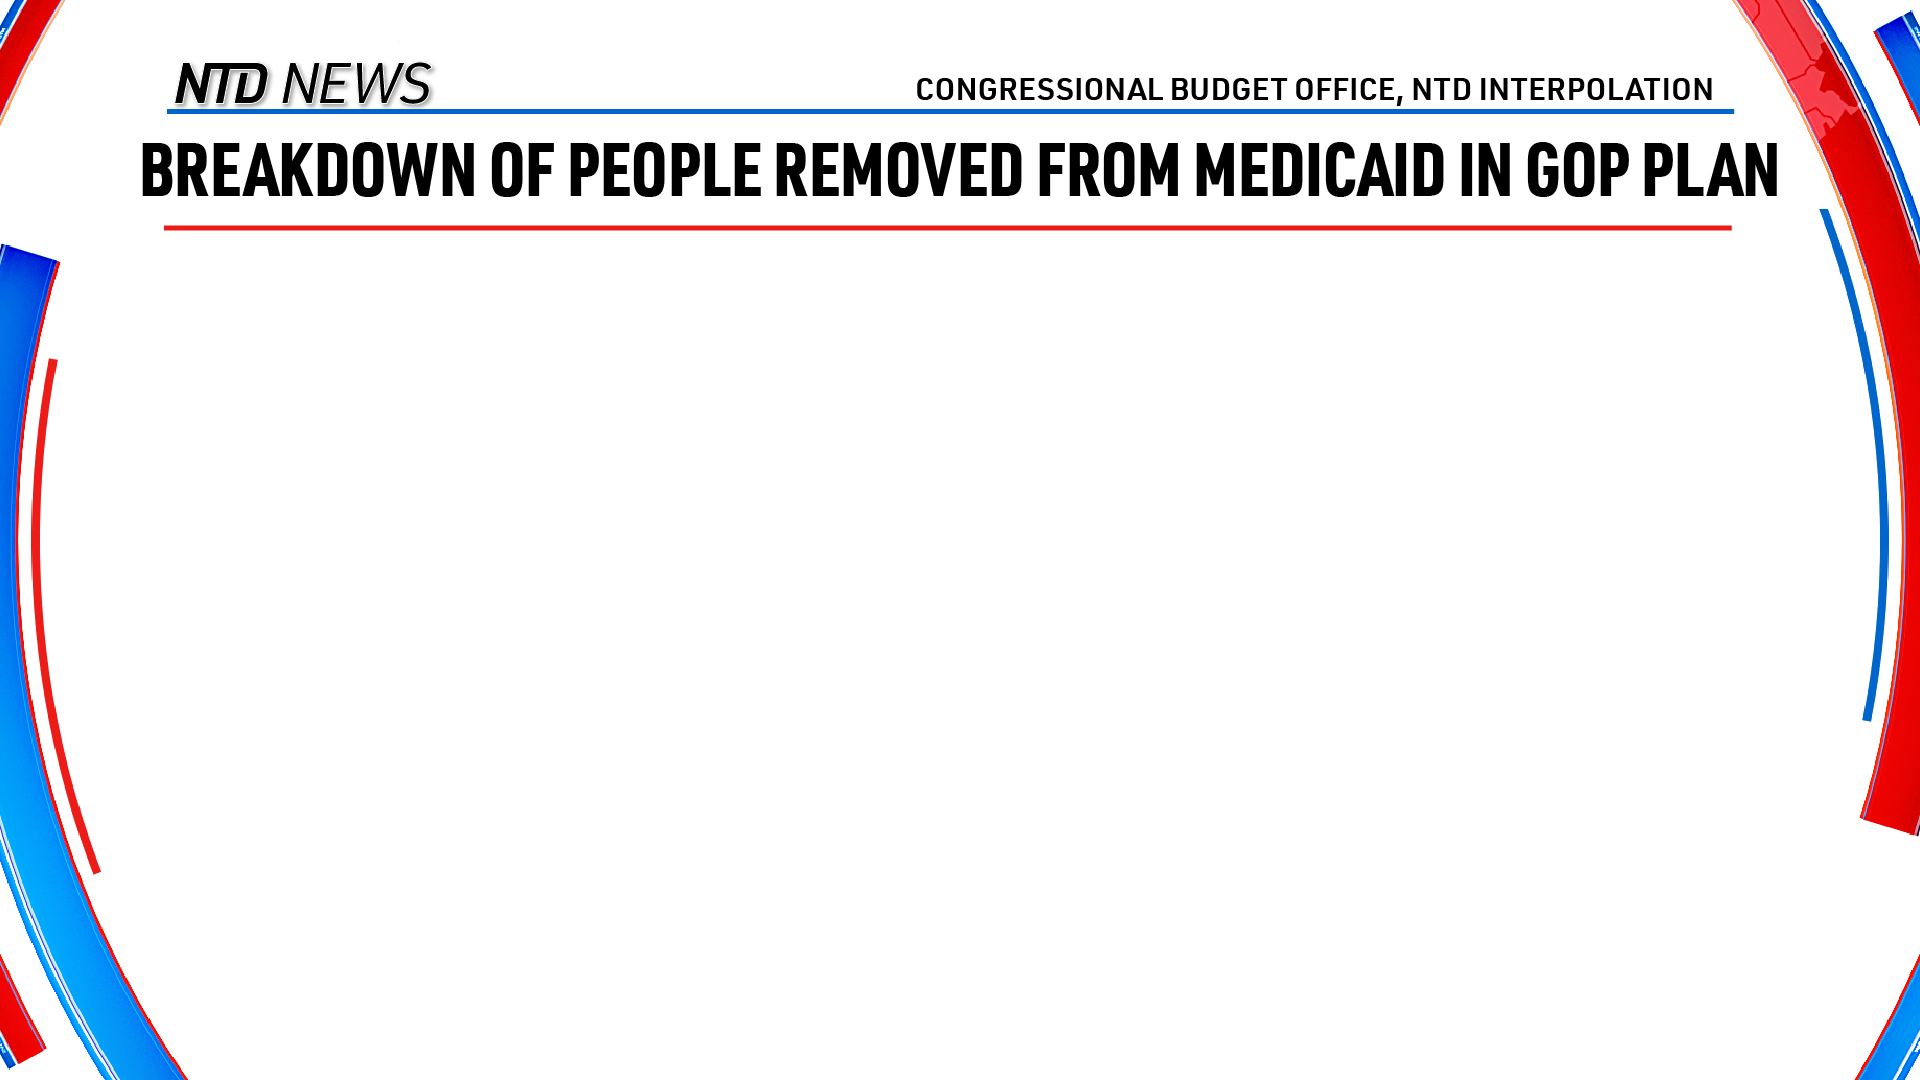 NTD NEWS
CONGRESSIONAL BUDGET OFFICE, NTD INTERPOLATION
BREAKDOWN OF PEOPLE REMOVED FROM MEDICAID IN GOP PLAN